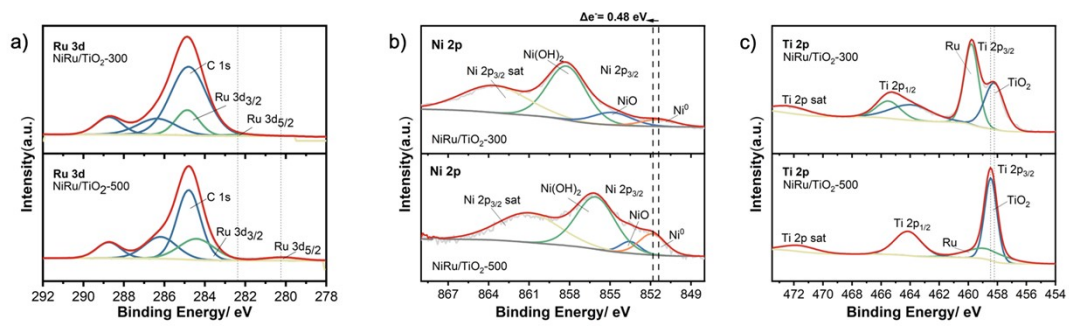 a)
Ru 3d
NiRu/TiO2-300
C 1s
Ru 3d3/2
Ru 3d5/2
Ru 3d
NiRu/TiO2-500
C 1s
Ru 3d3/2
Ru 3d5/2
Intensity(a.u.)
292 290 288 286 284 282 280 278
Binding Energy/ eV
b)
Δe-= 0.48 eV
Ni 2p
Ni(OH)2
Ni 2p3/2 sat
Ni 2p3/2
NiO
Ni0
NiRu/TiO2-300
Ni 2p
Ni(OH)2
Ni 2p3/2
Ni 2p3/2 sat
NiO
Ni0
NiRu/TiO2-500
Intensity(a.u.)
867 864 861 858 855 852 849
Binding Energy/ eV
c)
Ti 2p
NiRu/TiO2-300
Ru
Ti 2p3/2
TiO2
Ti 2p1/2
Ti 2p sat
Ti 2p
NiRu/TiO2-500
Ti 2p3/2
TiO2
Ti 2p1/2
Ru
Ti 2p sat
Intensity(a.u.)
472 470 468 466 464 462 460 458 456 454
Binding Energy/ eV